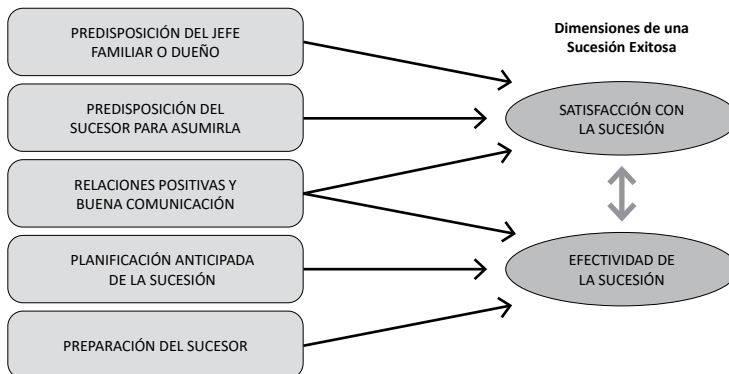 PREDISPOSICIÓN DEL JEFE
FAMILIAR O DUEÑO
PREDISPOSICIÓN DEL
SUCESOR PARA ASUMIRLA
RELACIONES POSITIVAS Y
BUENA COMUNICACIÓN
PLANIFICACIÓN ANTICIPADA
DE LA SUCESIÓN
PREPARACIÓN DEL SUCESOR
Dimensiones de una
Sucesión Exitosa
SATISFACCIÓN CON
LA SUCESIÓN
EFECTIVIDAD DE
LA SUCESIÓN